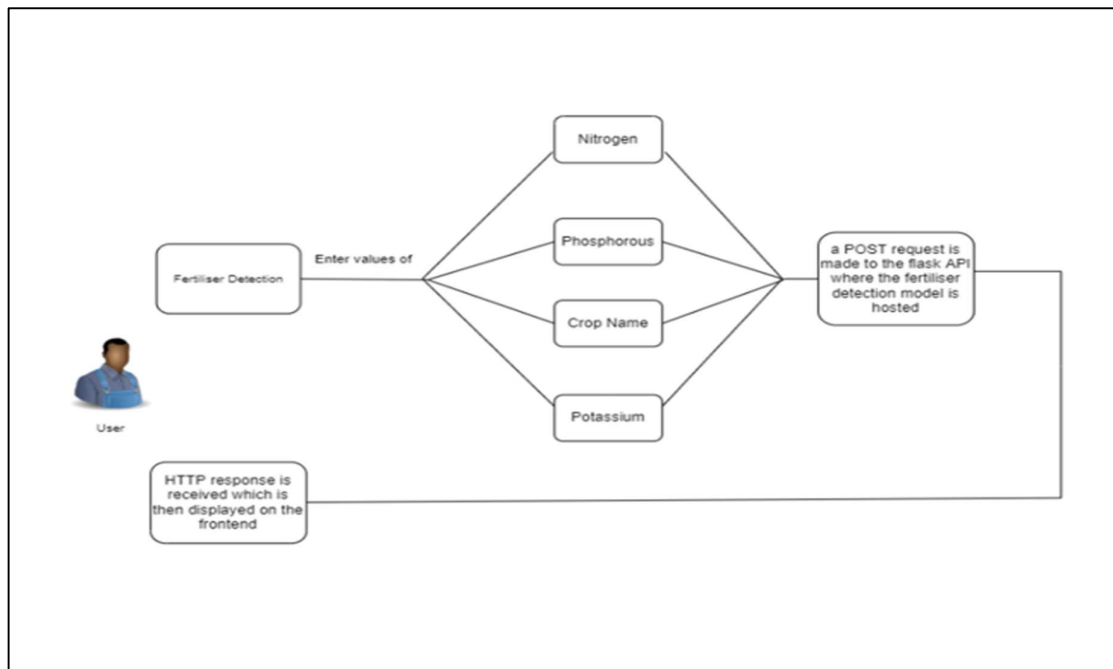 Nitrogen
Fertiliser Detection
Enter values of
Phosphorous
Crop Name
Potassium
a POST request is
made to the flask API
where the fertiliser
detection model is
hosted
User
HTTP response is
received which is
then displayed on the
frontend